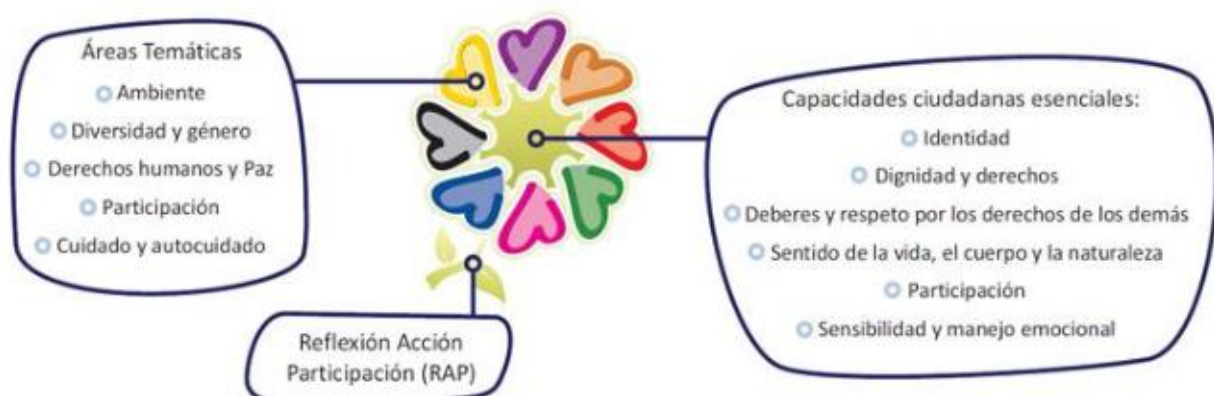 Áreas Temáticas
Ambiente
Diversidad y género
Derechos humanos y Paz
Participación
Cuidado y autocuidado
Capacidades ciudadanas esenciales:
Identidad
Dignidad y derechos
Deberes y respeto por los derechos de los demás
Sentido de la vida, el cuerpo y la naturaleza
Participación
Sensibilidad y manejo emocional
Reflexión Acción
Participación (RAP)